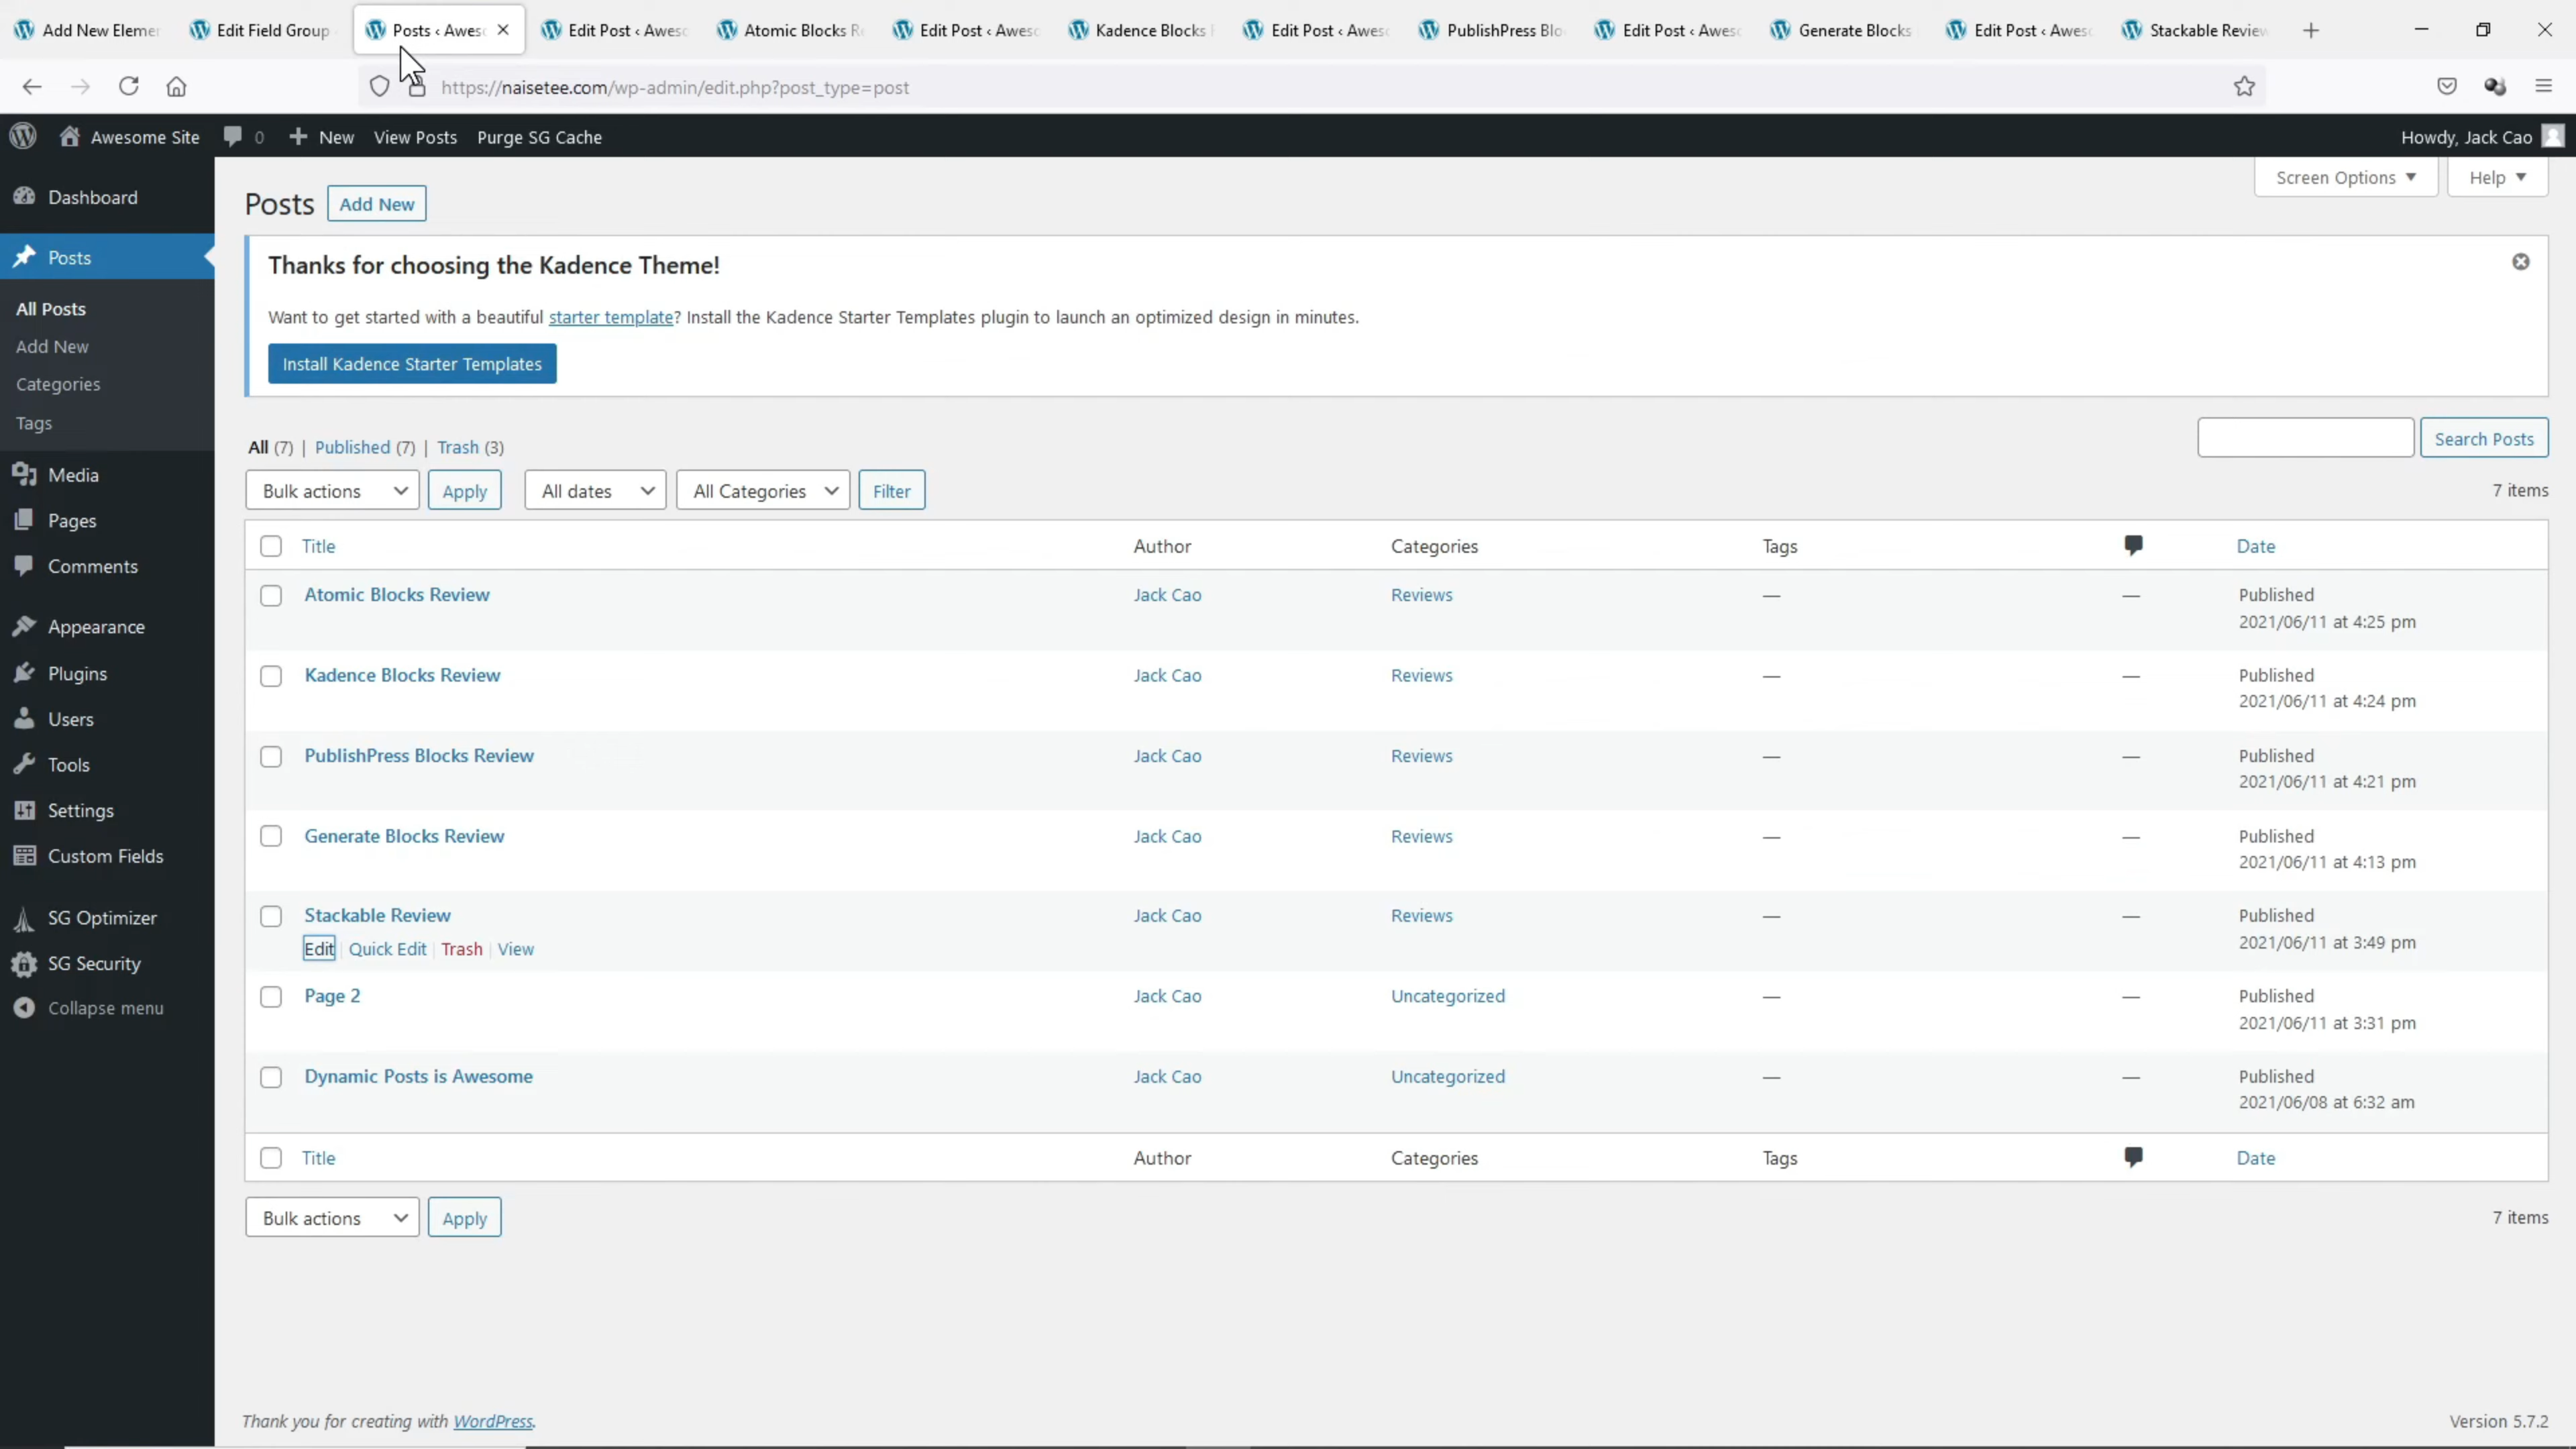 Add New Elemen
Edit Field Group
Posts ‹ Awes
Edit Post ‹ Aweso
Atomic Blocks Re
Edit Post ‹ Aweso
Kadence Blocks
Edit Post ‹ Aweso
PublishPress Blo
Edit Post ‹ Aweso
Generate Blocks
Edit Post ‹ Aweso
Stackable Review
https://naisetee.com/wp-admin/edit.php?post_type=post
Awesome Site
0
New
View Posts
Purge SG Cache
Howdy, Jack Cao
Dashboard
Posts
All Posts
Add New
Categories
Tags
Media
Pages
Comments
Appearance
Plugins
Users
Tools
Settings
Custom Fields
SG Optimizer
SG Security
Collapse menu
Screen Options
Help
Posts
Add New
Thanks for choosing the Kadence Theme!
Want to get started with a beautiful starter template? Install the Kadence Starter Templates plugin to launch an optimized design in minutes.
Install Kadence Starter Templates
All (7) | Published (7) | Trash (3)
Search Posts
Bulk actions
Apply
All dates
All Categories
Filter
7 items
Title Author Categories Tags Date
Atomic Blocks Review Jack Cao Reviews — — Published
2021/06/11 at 4:25 pm
Kadence Blocks Review Jack Cao Reviews — — Published
2021/06/11 at 4:24 pm
PublishPress Blocks Review Jack Cao Reviews — — Published
2021/06/11 at 4:21 pm
Generate Blocks Review Jack Cao Reviews — — Published
2021/06/11 at 4:13 pm
Stackable Review Jack Cao Reviews — — Published
Edit | Quick Edit | Trash | View 2021/06/11 at 3:49 pm
Page 2 Jack Cao Uncategorized — — Published
2021/06/11 at 3:31 pm
Dynamic Posts is Awesome Jack Cao Uncategorized — — Published
2021/06/08 at 6:32 am
Title Author Categories Tags Date
Bulk actions
Apply
7 items
Thank you for creating with WordPress.
Version 5.7.2